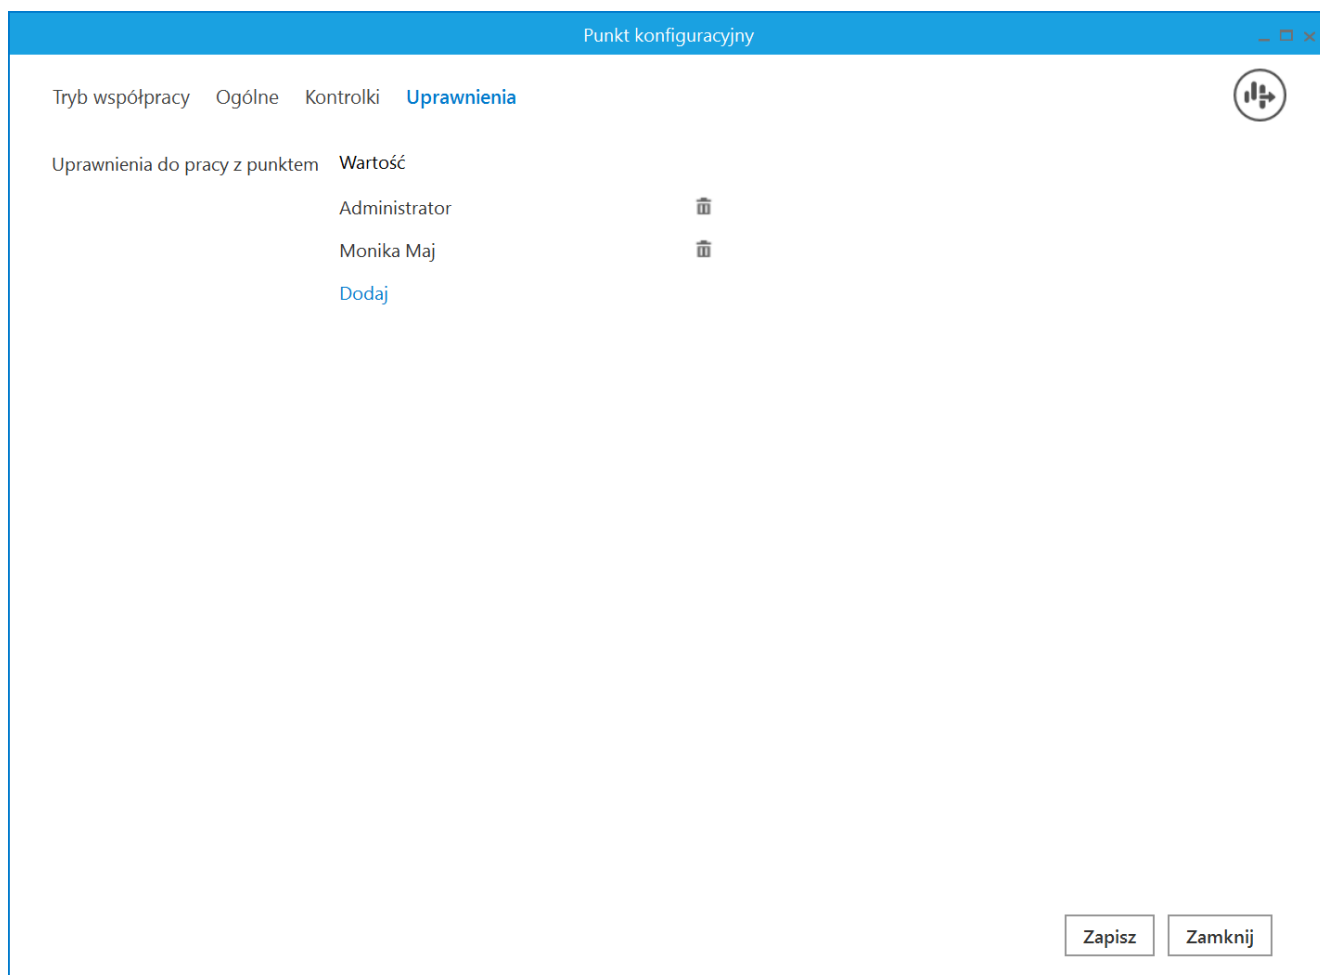 Punkt konfiguracyjny
Tryb współpracy Ogólne Kontrolki Uprawnienia
Uprawnienia do pracy z punktem Wartość
Administrator
Monika Maj
Dodaj
Zapisz Zamknij